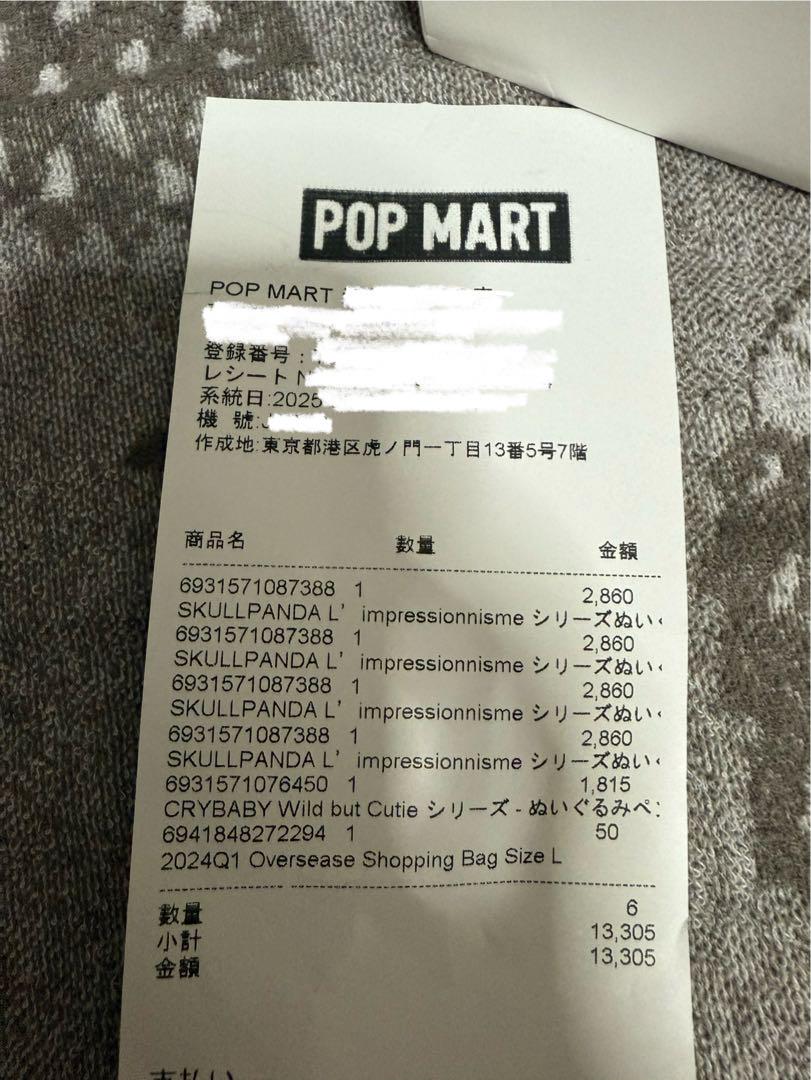 POP MART
POP MART 店
登録番号:
レシート N
系統日:2025
機 號:J
作成地:東京都港区虎ノ門一丁目13番5号7階
商品名 數量 金額
6931571087388 1 2,860
SKULLPANDA L' impressionnisme シリーズぬい
6931571087388 1 2,860
SKULLPANDA L' impressionnisme シリーズぬい
6931571087388 1 2,860
SKULLPANDA L' impressionnisme シリーズぬい
6931571087388 1 2,860
SKULLPANDA L' impressionnisme シリーズぬい
6931571076450 1 1,815
CRYBABY Wild but Cutie シリーズ - ぬいぐるみペ
6941848272294 1 50
2024Q1 Oversease Shopping Bag Size L
數量 6
小計 13,305
金額 13,305
支払い